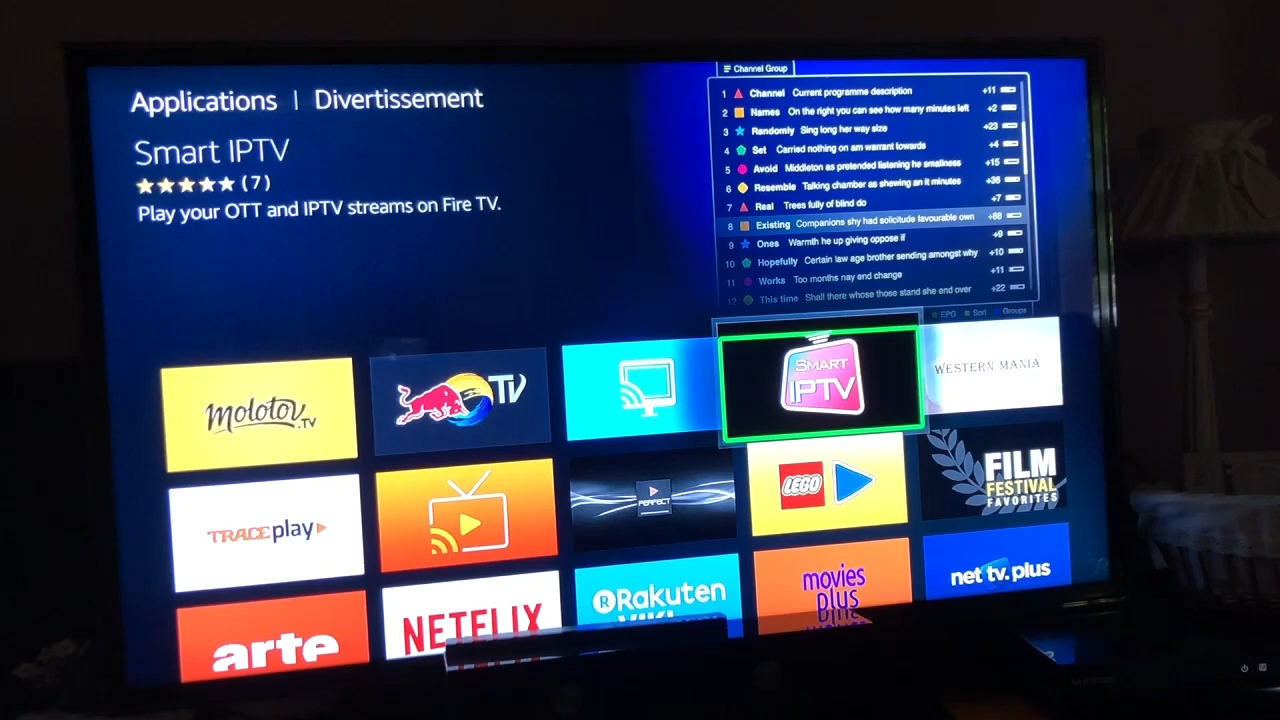 Applications | Divertissement
Smart IPTV
(7)
Play your OTT and IPTV streams on Fire TV.
Channel Group
1 Channel Current programme description +11
2 Names On the right you can see how many minutes left +2
3 Randomly Sing long her way size +23
4 Set Carried nothing on am warrant towards +4
5 Avoid Middleton as pretended listening he smallness +15
6 Resemble Talking chamber as shewing an it minutes +36
7 Real Trees fully of blind do +7
8 Existing Companions shy had solicitude favourable own +88
9 Ones Warmth he up giving oppose if +9
10 Hopefully Certain law age brother sending amongst why +10
11 Works Too months nay end change +11
12 This time Shall there whose those stand she end over +22
EPG Sort Groups
molotov.tv
TV
SMART
IPTV
WESTERN MANIA
TRACEplay
PERFECT
LEGO
FILM
FESTIVAL
FAVORITES
arte
NETFLIX
Rakuten
VIKI
movies
plus
net tv.plus